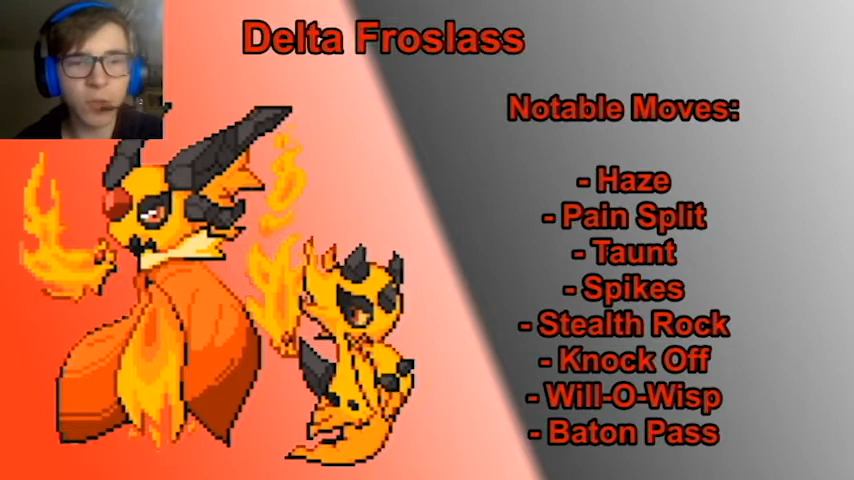 Delta Froslass
Notable Moves:
- Haze
- Pain Split
- Taunt
- Spikes
- Stealth Rock
- Knock Off
- Will-O-Wisp
- Baton Pass